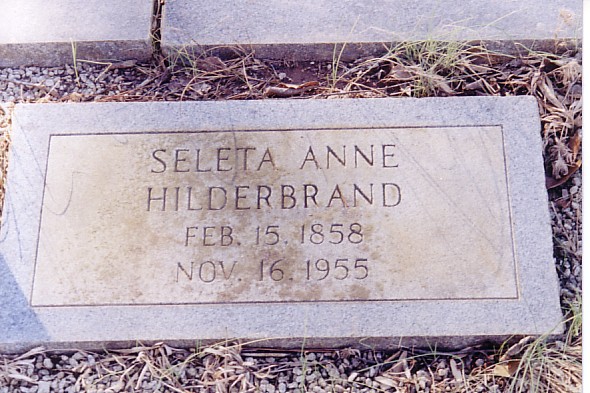 SELETA ANNE
HILDERBRAND
FEB. 15. 1858
NOV. 16. 1955